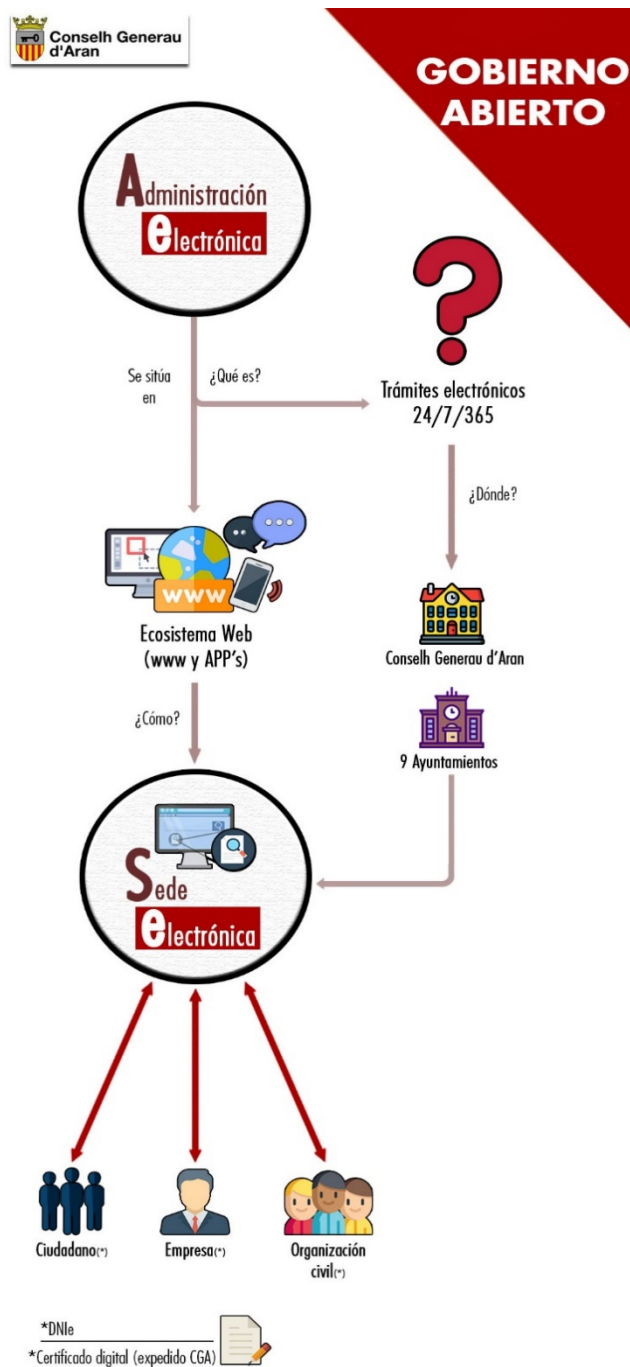 Conselh Generau
d'Aran
GOBIERNO
ABIERTO
Administración
electrónica
Se sitúa
en
¿Qué es?
Trámites electrónicos
24/7/365
¿Dónde?
www
Ecosistema Web
(www y APP's)
Conselh Generau d'Aran
¿Cómo?
9 Ayuntamientos
Sede
electrónica
Ciudadano(*)
Empresa(*)
Organización
civil(*)
*DNIe
*Certificado digital (expedido CGA)